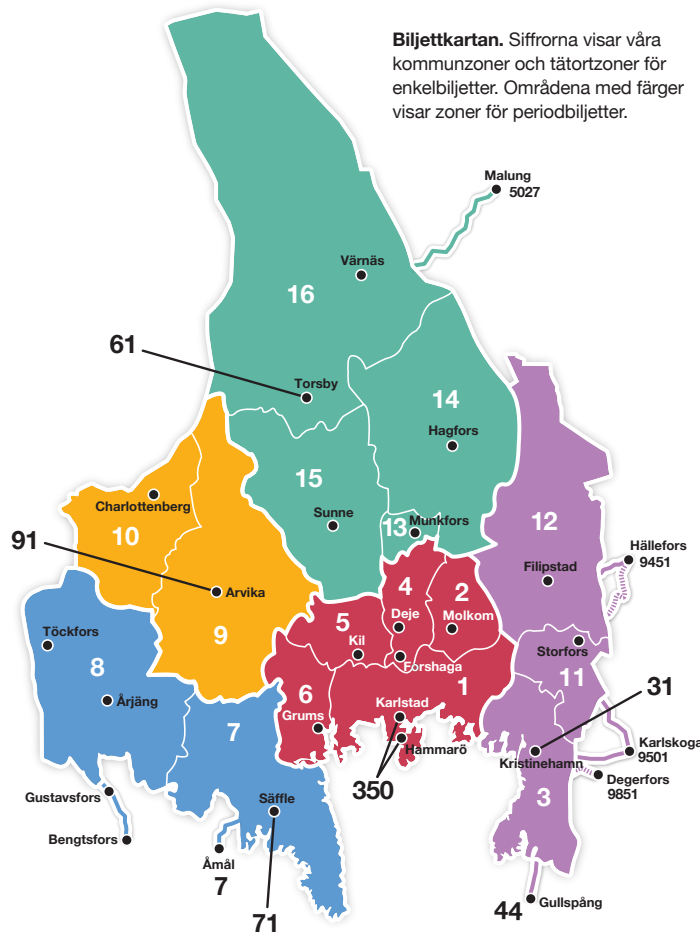 Biljettkartan. Siffrorna visar våra
kommunzoner och tätortzoner för
enkelbiljetter. Områdena med färger
visar zoner för periodbiljetter.
Malung
5027
Värnäs
16
61
Torsby
14
Hagfors
15
Charlottenberg
Sunne
12
10
13 Munkfors
91
Hällefors
9451
4
2
Filipstad
Arvika
5
Deje
Molkom
Töckfors
9
Kil
Storfors
8
Forshaga
6
1
11
31
Årjäng
Karlstad
7
Grums
Hammarö
Kristinehamn
Karlskoga
9501
350
Degerfors
9851
Gustavsfors
3
Säffle
Bengtsfors
Åmål
7
71
44
Gullspång